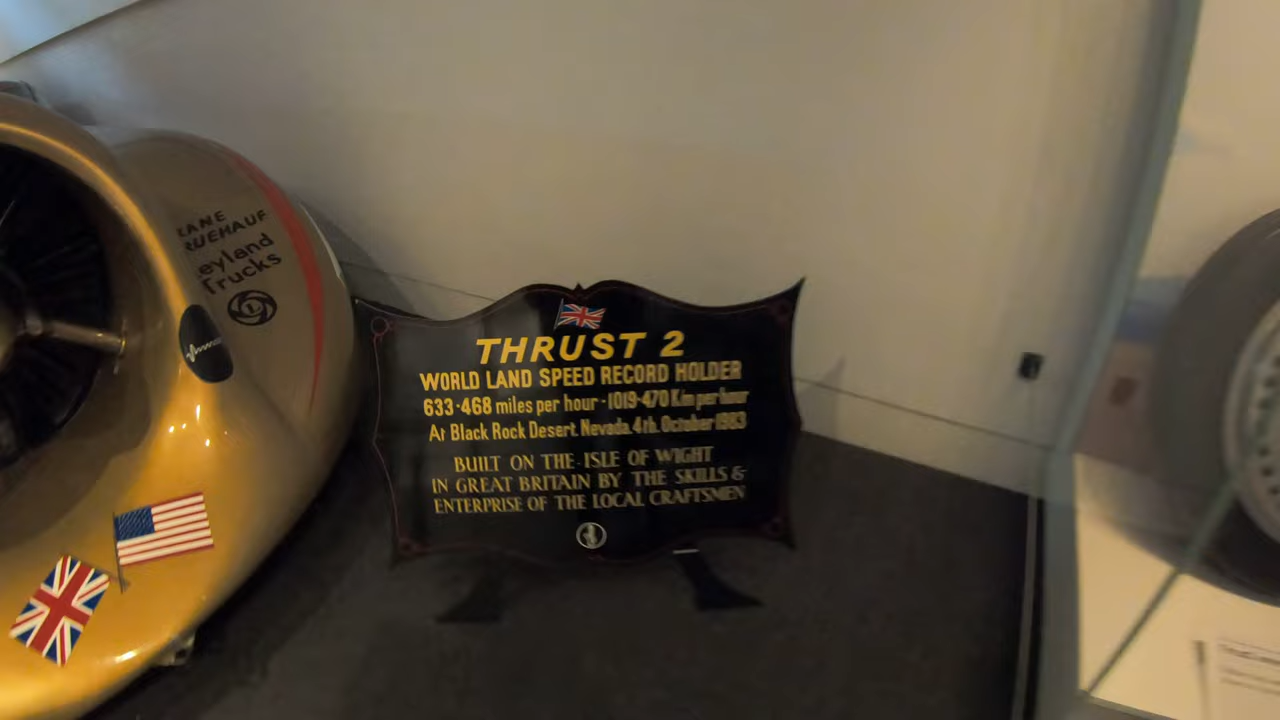 RUEHAUF
eyland
Trucks
L
THRUST 2
WORLD LAND SPEED RECORD HOLDER
633·468 miles per hour - 1019·470 Km per hour
At Black Rock Desert. Nevada. 4th. October 1983
BUILT ON THE ISLE OF WIGHT
IN GREAT BRITAIN BY THE SKILLS &
ENTERPRISE OF THE LOCAL CRAFTSMEN